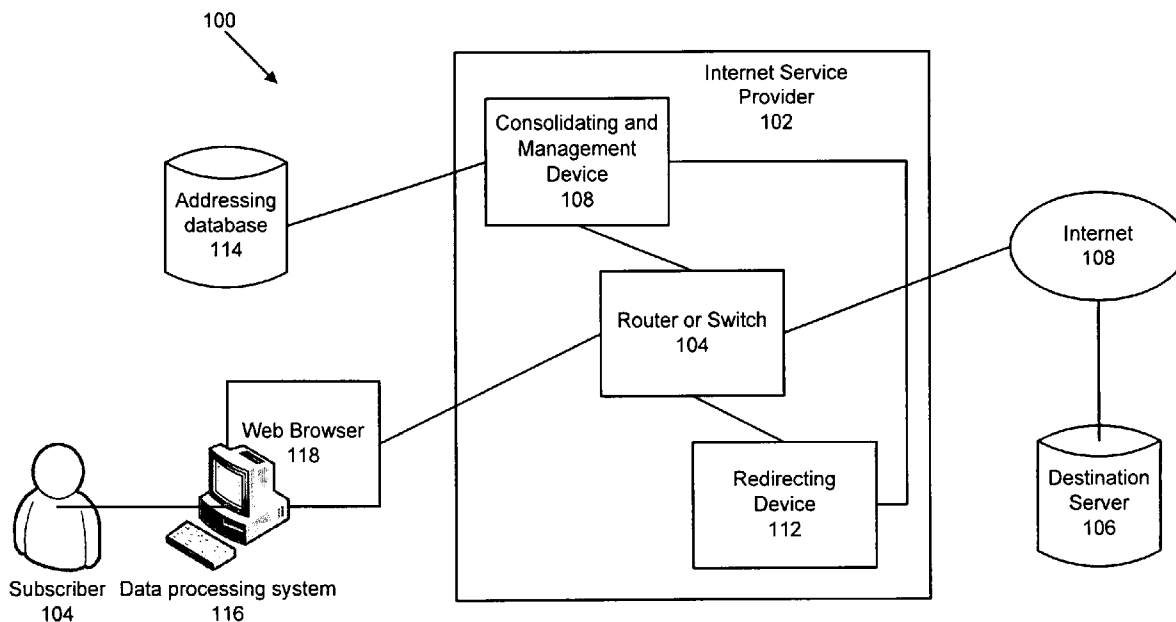 100
Internet Service
Provider
102
Consolidating and
Management
Device
108
Addressing
database
114
Internet
108
Router or Switch
104
Web Browser
118
Redirecting
Device
112
Destination
Server
106
Subscriber
104
Data processing system
116